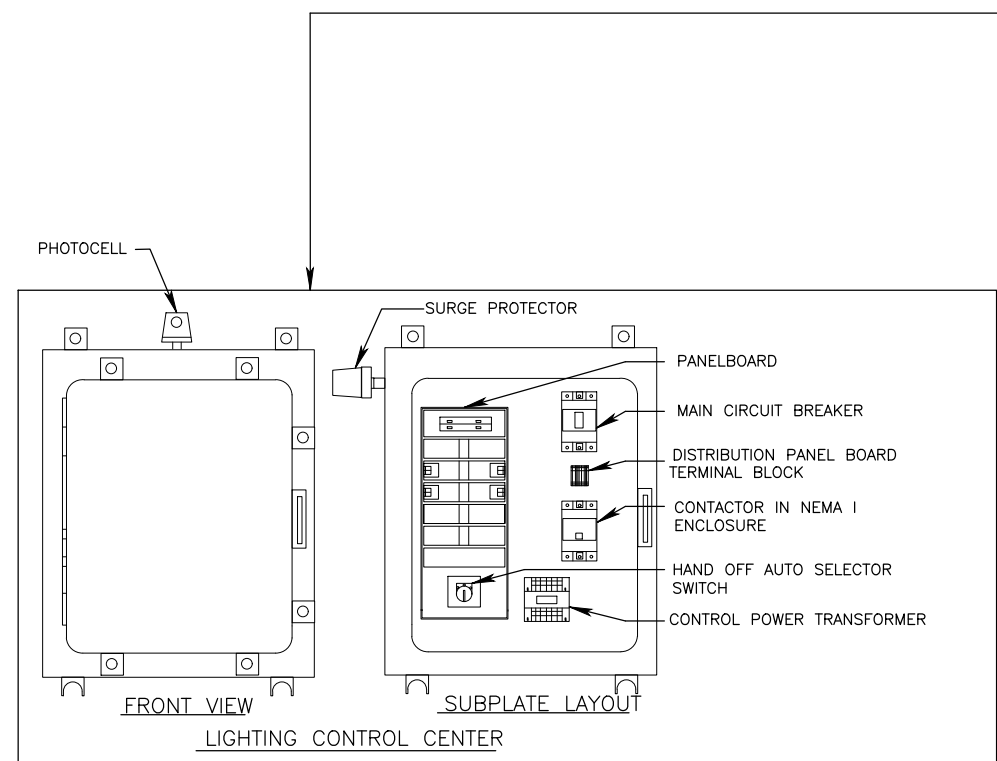 PHOTOCELL
SURGE PROTECTOR
PANELBOARD
MAIN CIRCUIT BREAKER
DISTRIBUTION PANEL BOARD
TERMINAL BLOCK
CONTACTOR IN NEMA I
ENCLOSURE
HAND OFF AUTO SELECTOR
SWITCH
CONTROL POWER TRANSFORMER
FRONT VIEW
SUBPLATE LAYOUT
LIGHTING CONTROL CENTER